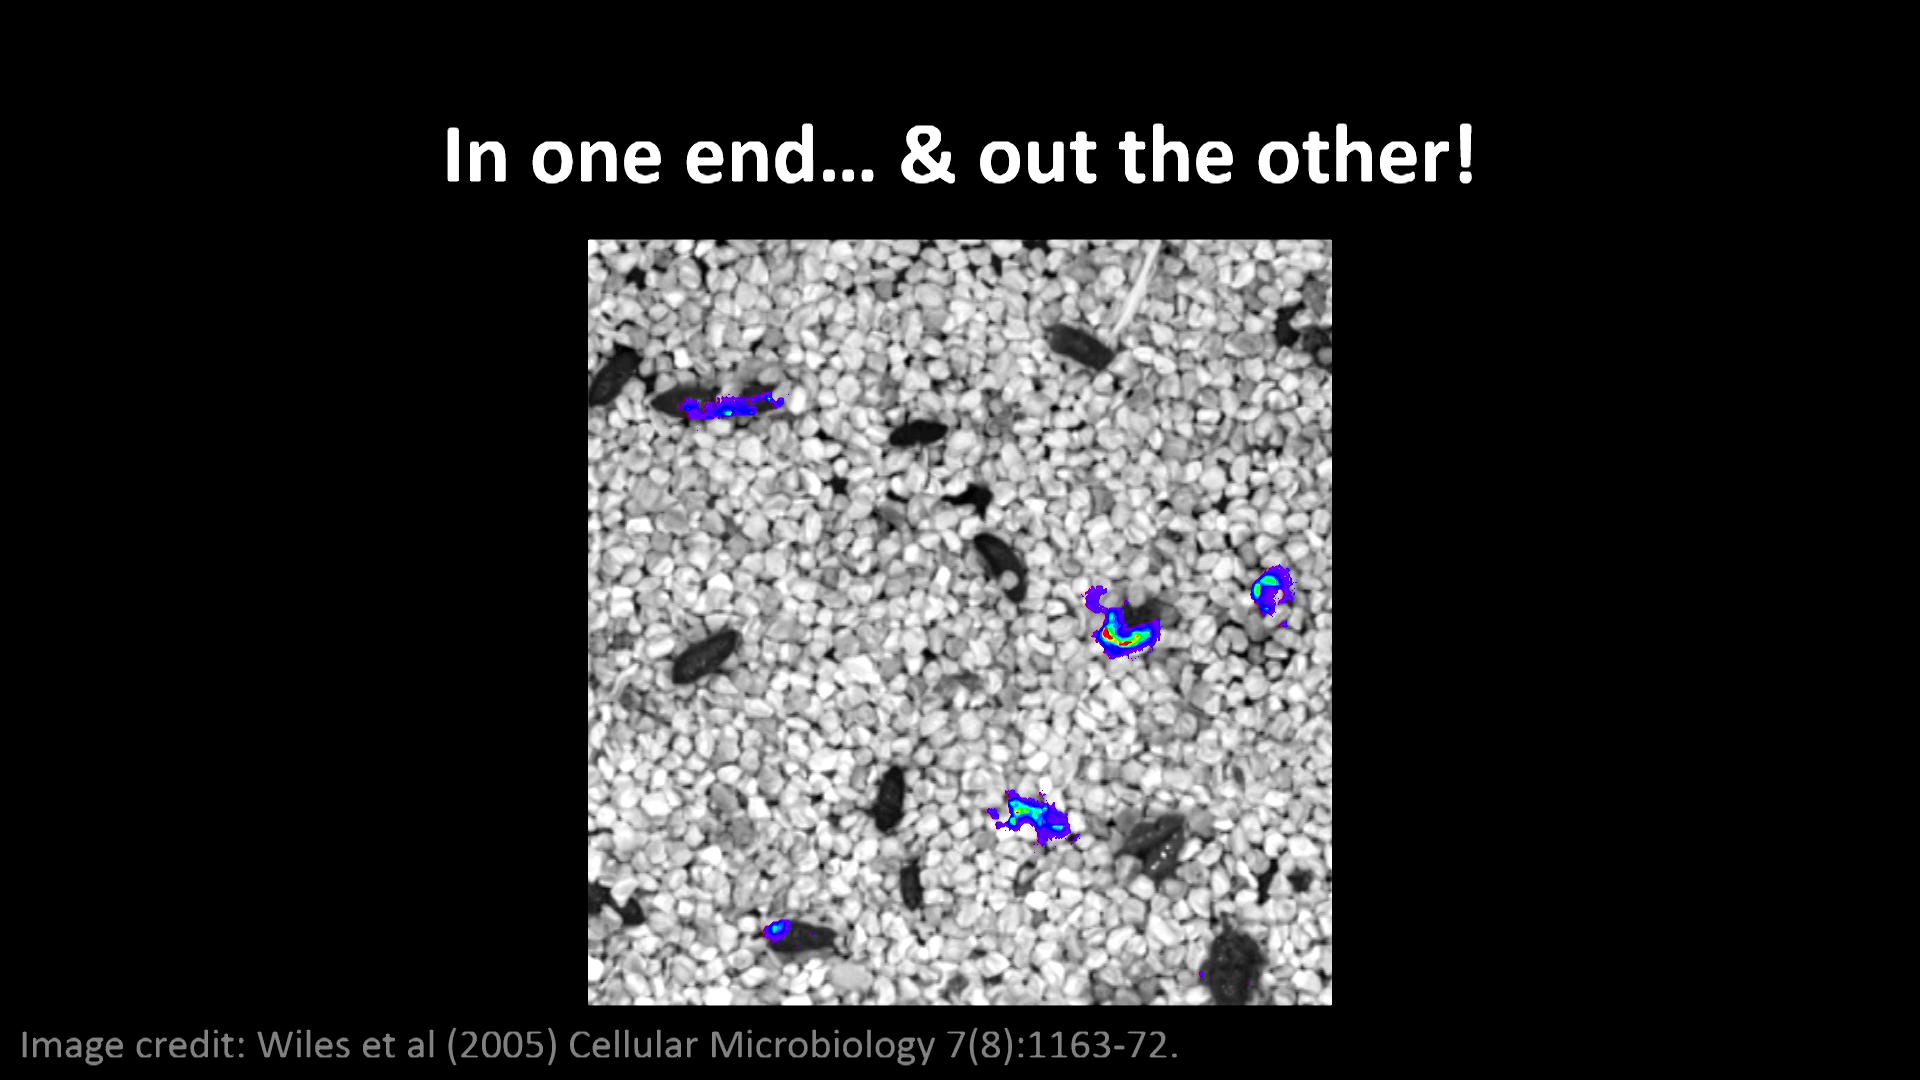 In one end... & out the other!
Image credit: Wiles et al (2005) Cellular Microbiology 7(8):1163-72.